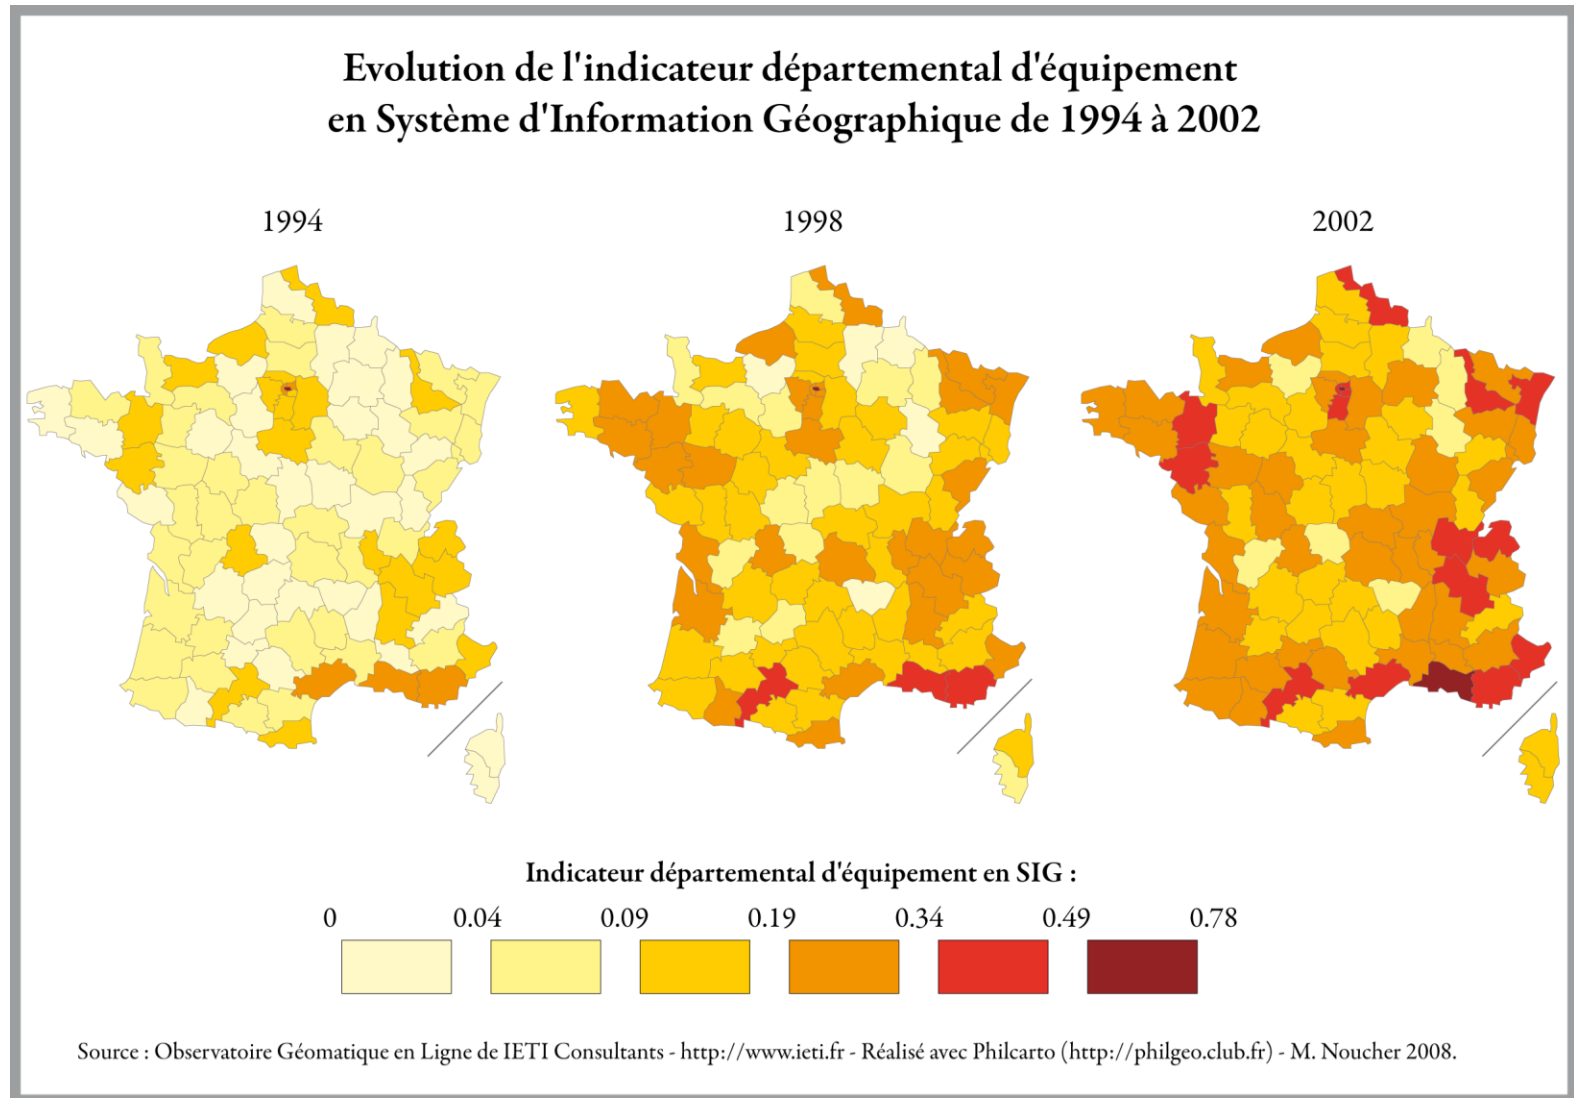 Evolution de l'indicateur départemental d'équipement
en Système d'Information Géographique de 1994 à 2002
1994
1998
2002
Indicateur départemental d'équipement en SIG :
0 0.04 0.09 0.19 0.34 0.49 0.78
Source : Observatoire Géomatique en Ligne de IETI Consultants - http://www.ieti.fr - Réalisé avec Philcarto (http://philgeo.club.fr) - M. Noucher 2008.